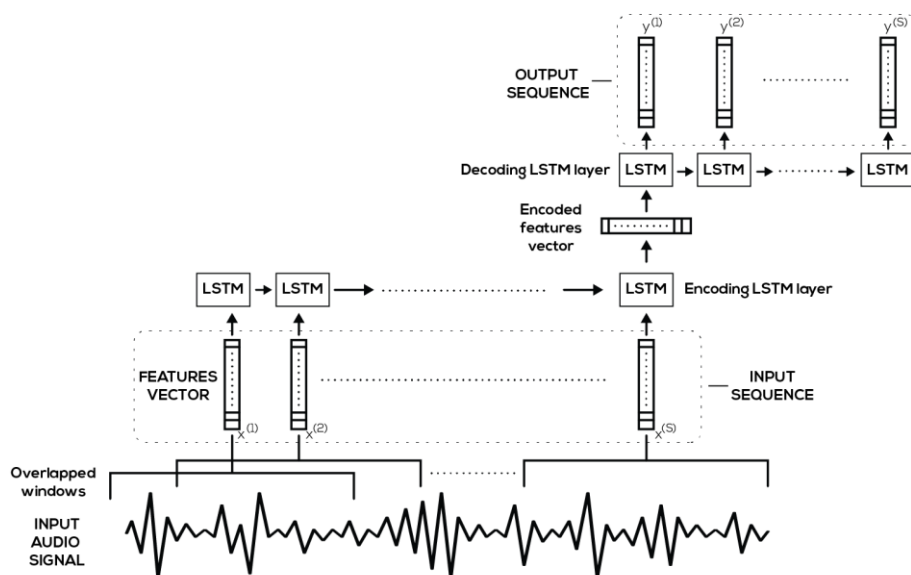 y(1) y(2) y(S)
OUTPUT
SEQUENCE
Decoding LSTM layer LSTM LSTM LSTM
Encoded
features
vector
LSTM LSTM LSTM Encoding LSTM layer
FEATURES
VECTOR
INPUT
SEQUENCE
x(1) x(2) x(S)
Overlapped
windows
INPUT
AUDIO
SIGNAL